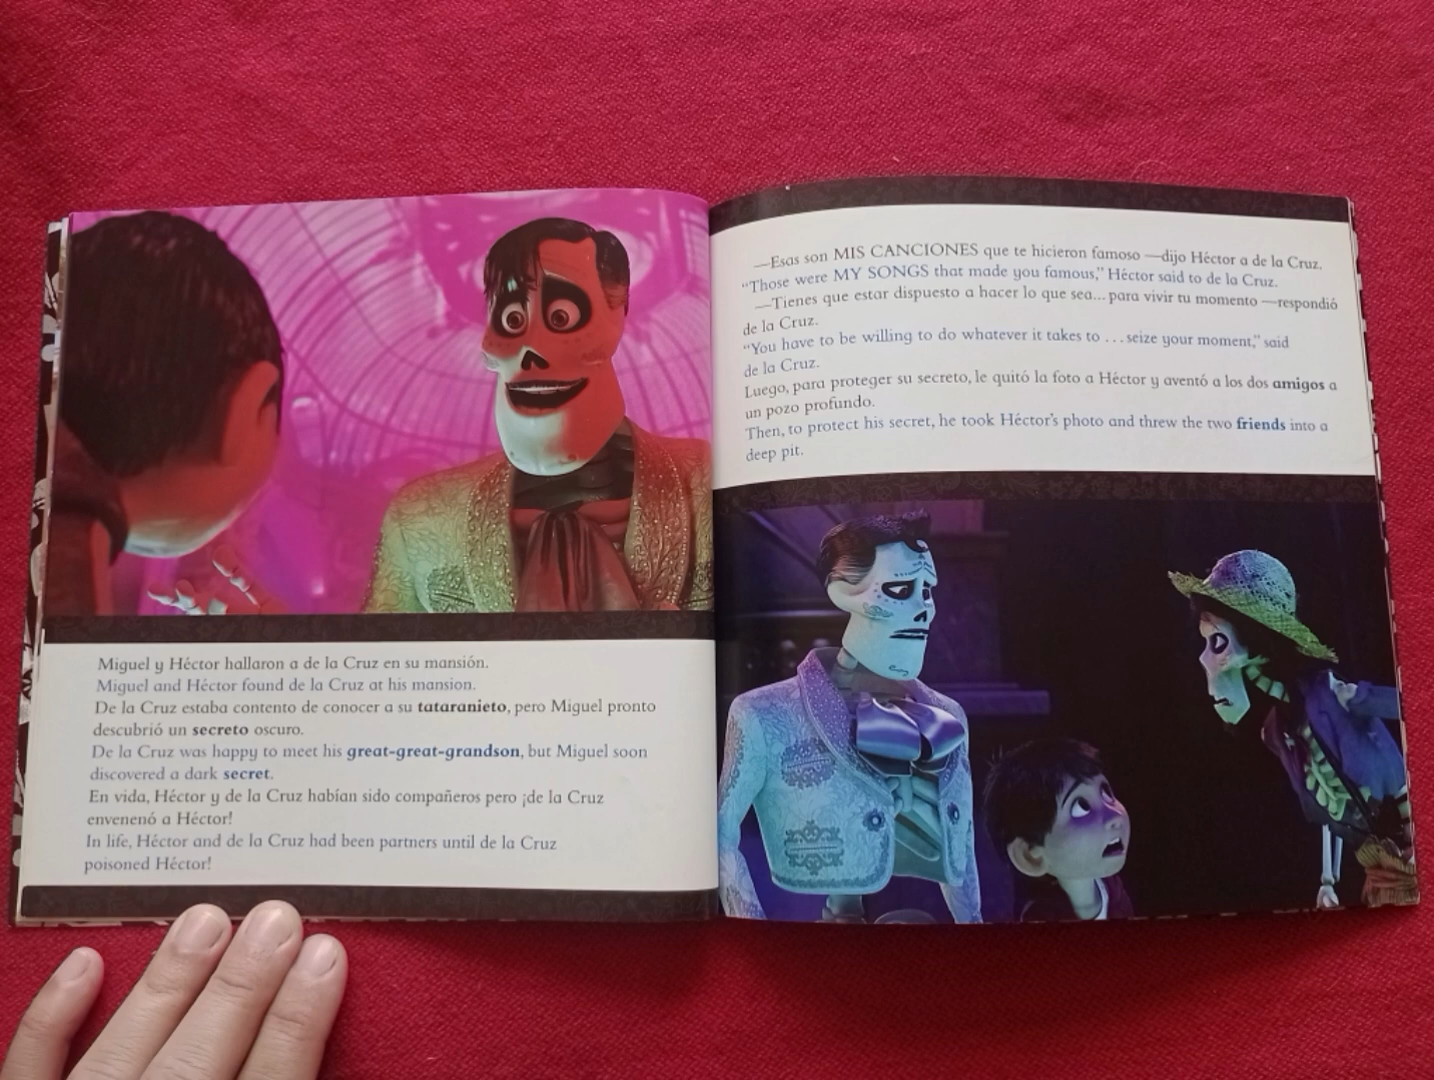 Miguel y Héctor hallaron a de la Cruz en su mansión.
Miguel and Héctor found de la Cruz at his mansion.
De la Cruz estaba contento de conocer a su tataranieto, pero Miguel pronto
descubrió un secreto oscuro.
De la Cruz was happy to meet his great-great-grandson, but Miguel soon
discovered a dark secret.
En vida, Héctor y de la Cruz habían sido compañeros pero ¡de la Cruz
envenenó a Héctor!
In life, Héctor and de la Cruz had been partners until de la Cruz
poisoned Héctor!
—Esas son MIS CANCIONES que te hicieron famoso —dijo Héctor a de la Cruz.
“Those were MY SONGS that made you famous,” Héctor said to de la Cruz.
—Tienes que estar dispuesto a hacer lo que sea... para vivir tu momento —respondió
de la Cruz.
“You have to be willing to do whatever it takes to . . . seize your moment,” said
de la Cruz.
Luego, para proteger su secreto, le quitó la foto a Héctor y aventó a los dos amigos a
un pozo profundo.
Then, to protect his secret, he took Héctor’s photo and threw the two friends into a
deep pit.